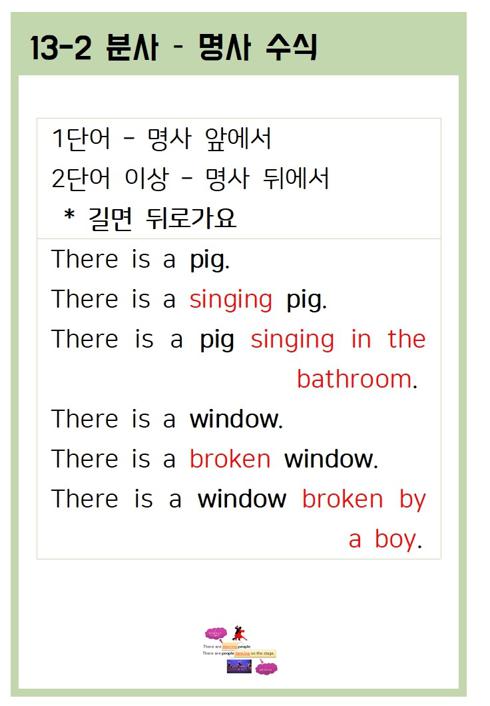 13-2 분사 - 명사 수식
1단어 - 명사 앞에서
2단어 이상 - 명사 뒤에서
* 길면 뒤로가요
There is a pig.
There is a singing pig.
There is a pig singing in the
bathroom.
There is a window.
There is a broken window.
There is a window broken by
a boy.
There are dancing people
There are people dancing on the stage.